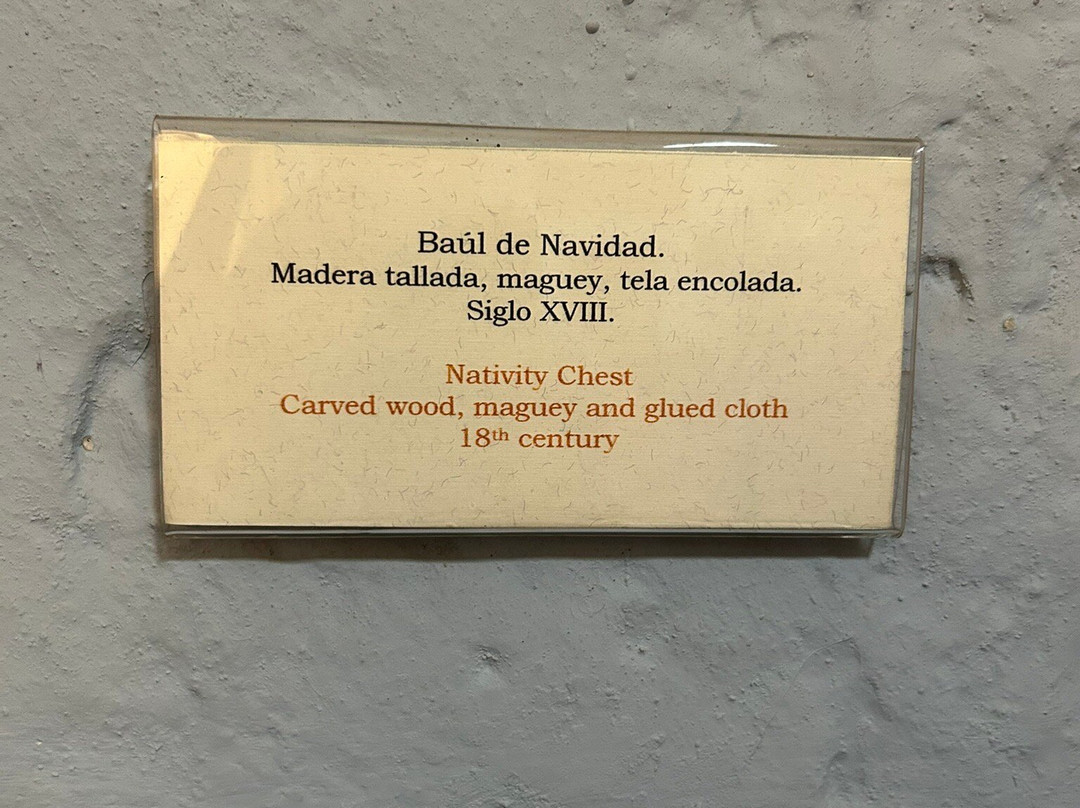 Baúl de Navidad.
Madera tallada, maguey, tela encolada.
Siglo XVIII.
Nativity Chest
Carved wood, maguey and glued cloth
18th century